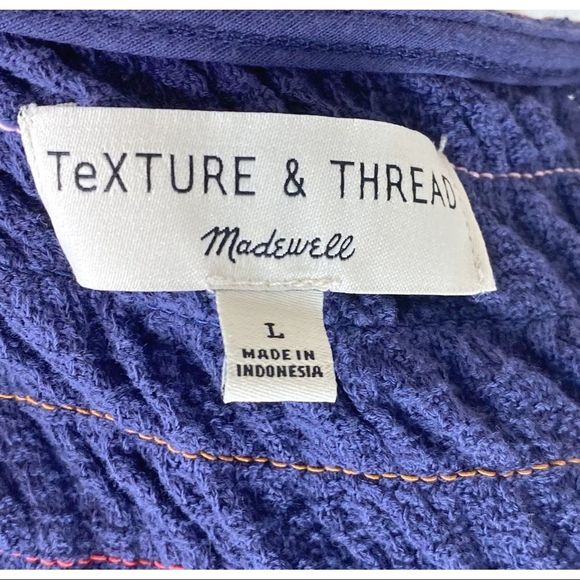 TeXTURE & THREAD
Madewell
L
MADE IN
INDONESIA